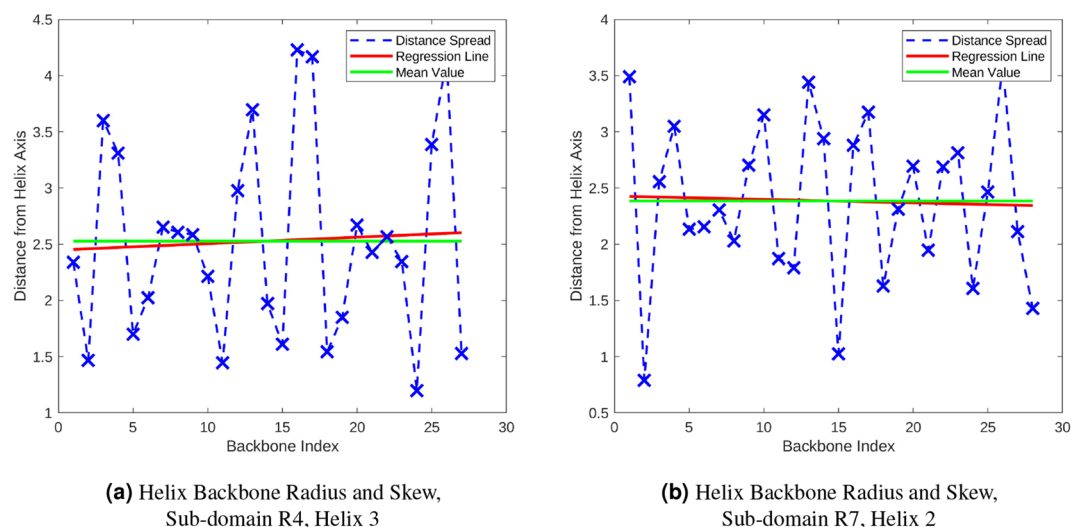 4.5
4
3.5
3
2.5
2
1.5
1
0
5
10
15
20
25
30
Distance from Helix Axis
Backbone Index
Distance Spread
Regression Line
Mean Value
(a) Helix Backbone Radius and Skew,
Sub-domain R4, Helix 3
4
3.5
3
2.5
2
1.5
1
0.5
0
5
10
15
20
25
30
Distance from Helix Axis
Backbone Index
Distance Spread
Regression Line
Mean Value
(b) Helix Backbone Radius and Skew,
Sub-domain R7, Helix 2